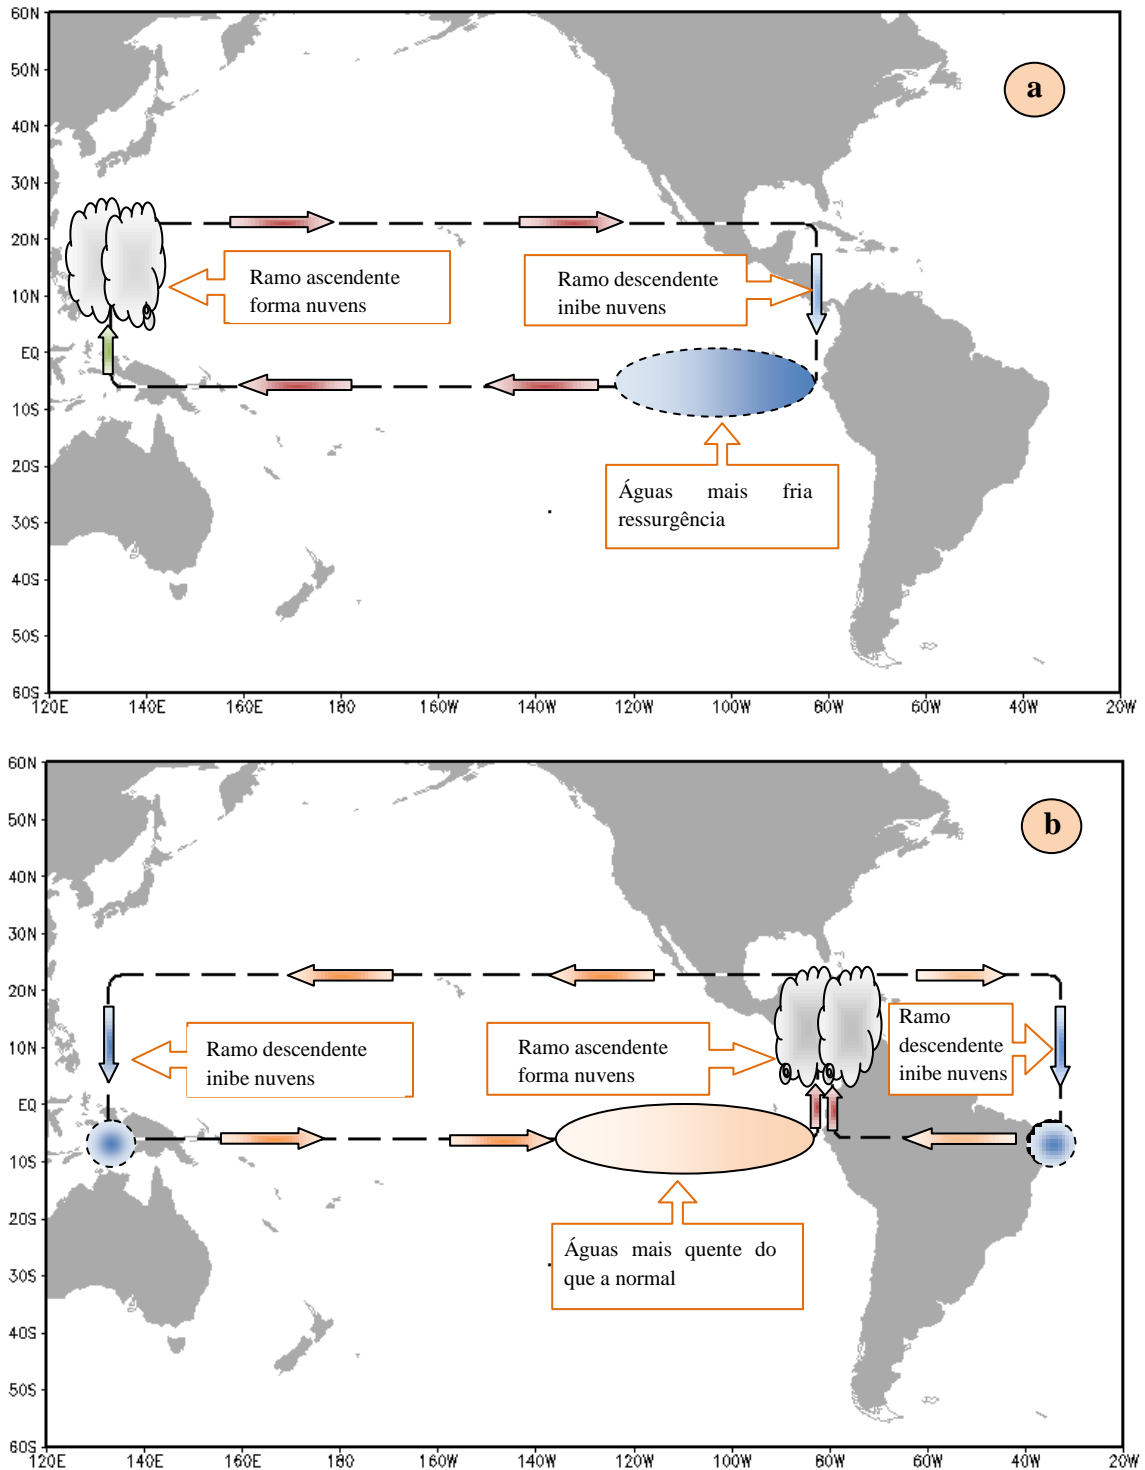 60N
a
50N
40N
30N
20N
10N
EQ
10S
20S
30S
40S
50S
60S
Ramo ascendente
forma nuvens
Ramo descendente
inibe nuvens
Águas mais fria
ressurgência
120E 140E 160E 180 160W 140W 120W 100W 80W 60W 40W 20W
60N
b
50N
40N
30N
20N
10N
EQ
10S
20S
30S
40S
50S
60S
Ramo descendente
inibe nuvens
Ramo ascendente
forma nuvens
Ramo
descendente
inibe nuvens
Águas mais quente do
que a normal
120E 140E 160E 180 160W 140W 120W 100W 80W 60W 40W 20W